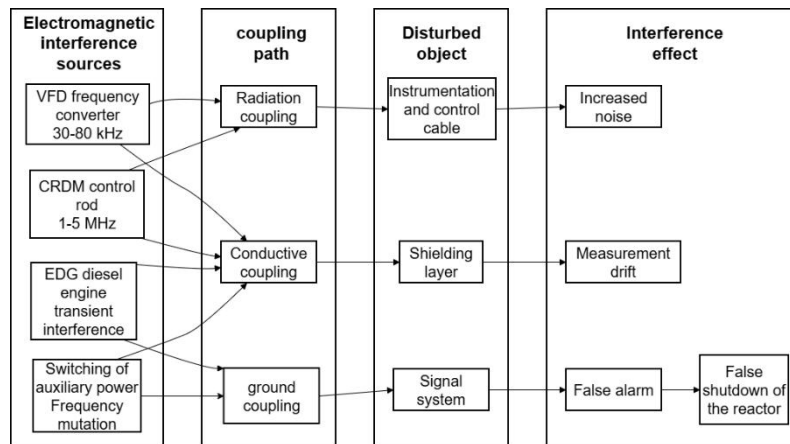 Electromagnetic
interference
sources
VFD frequency
converter
30-80 kHz
CRDM control
rod
1-5 MHz
EDG diesel
engine
transient
interference
Switching of
auxiliary power
Frequency
mutation
coupling
path
Radiation
coupling
Conductive
coupling
ground
coupling
Disturbed
object
Instrumentation
and control
cable
Shielding
layer
Signal
system
Interference
effect
Increased
noise
Measurement
drift
False alarm
False
shutdown of
the reactor